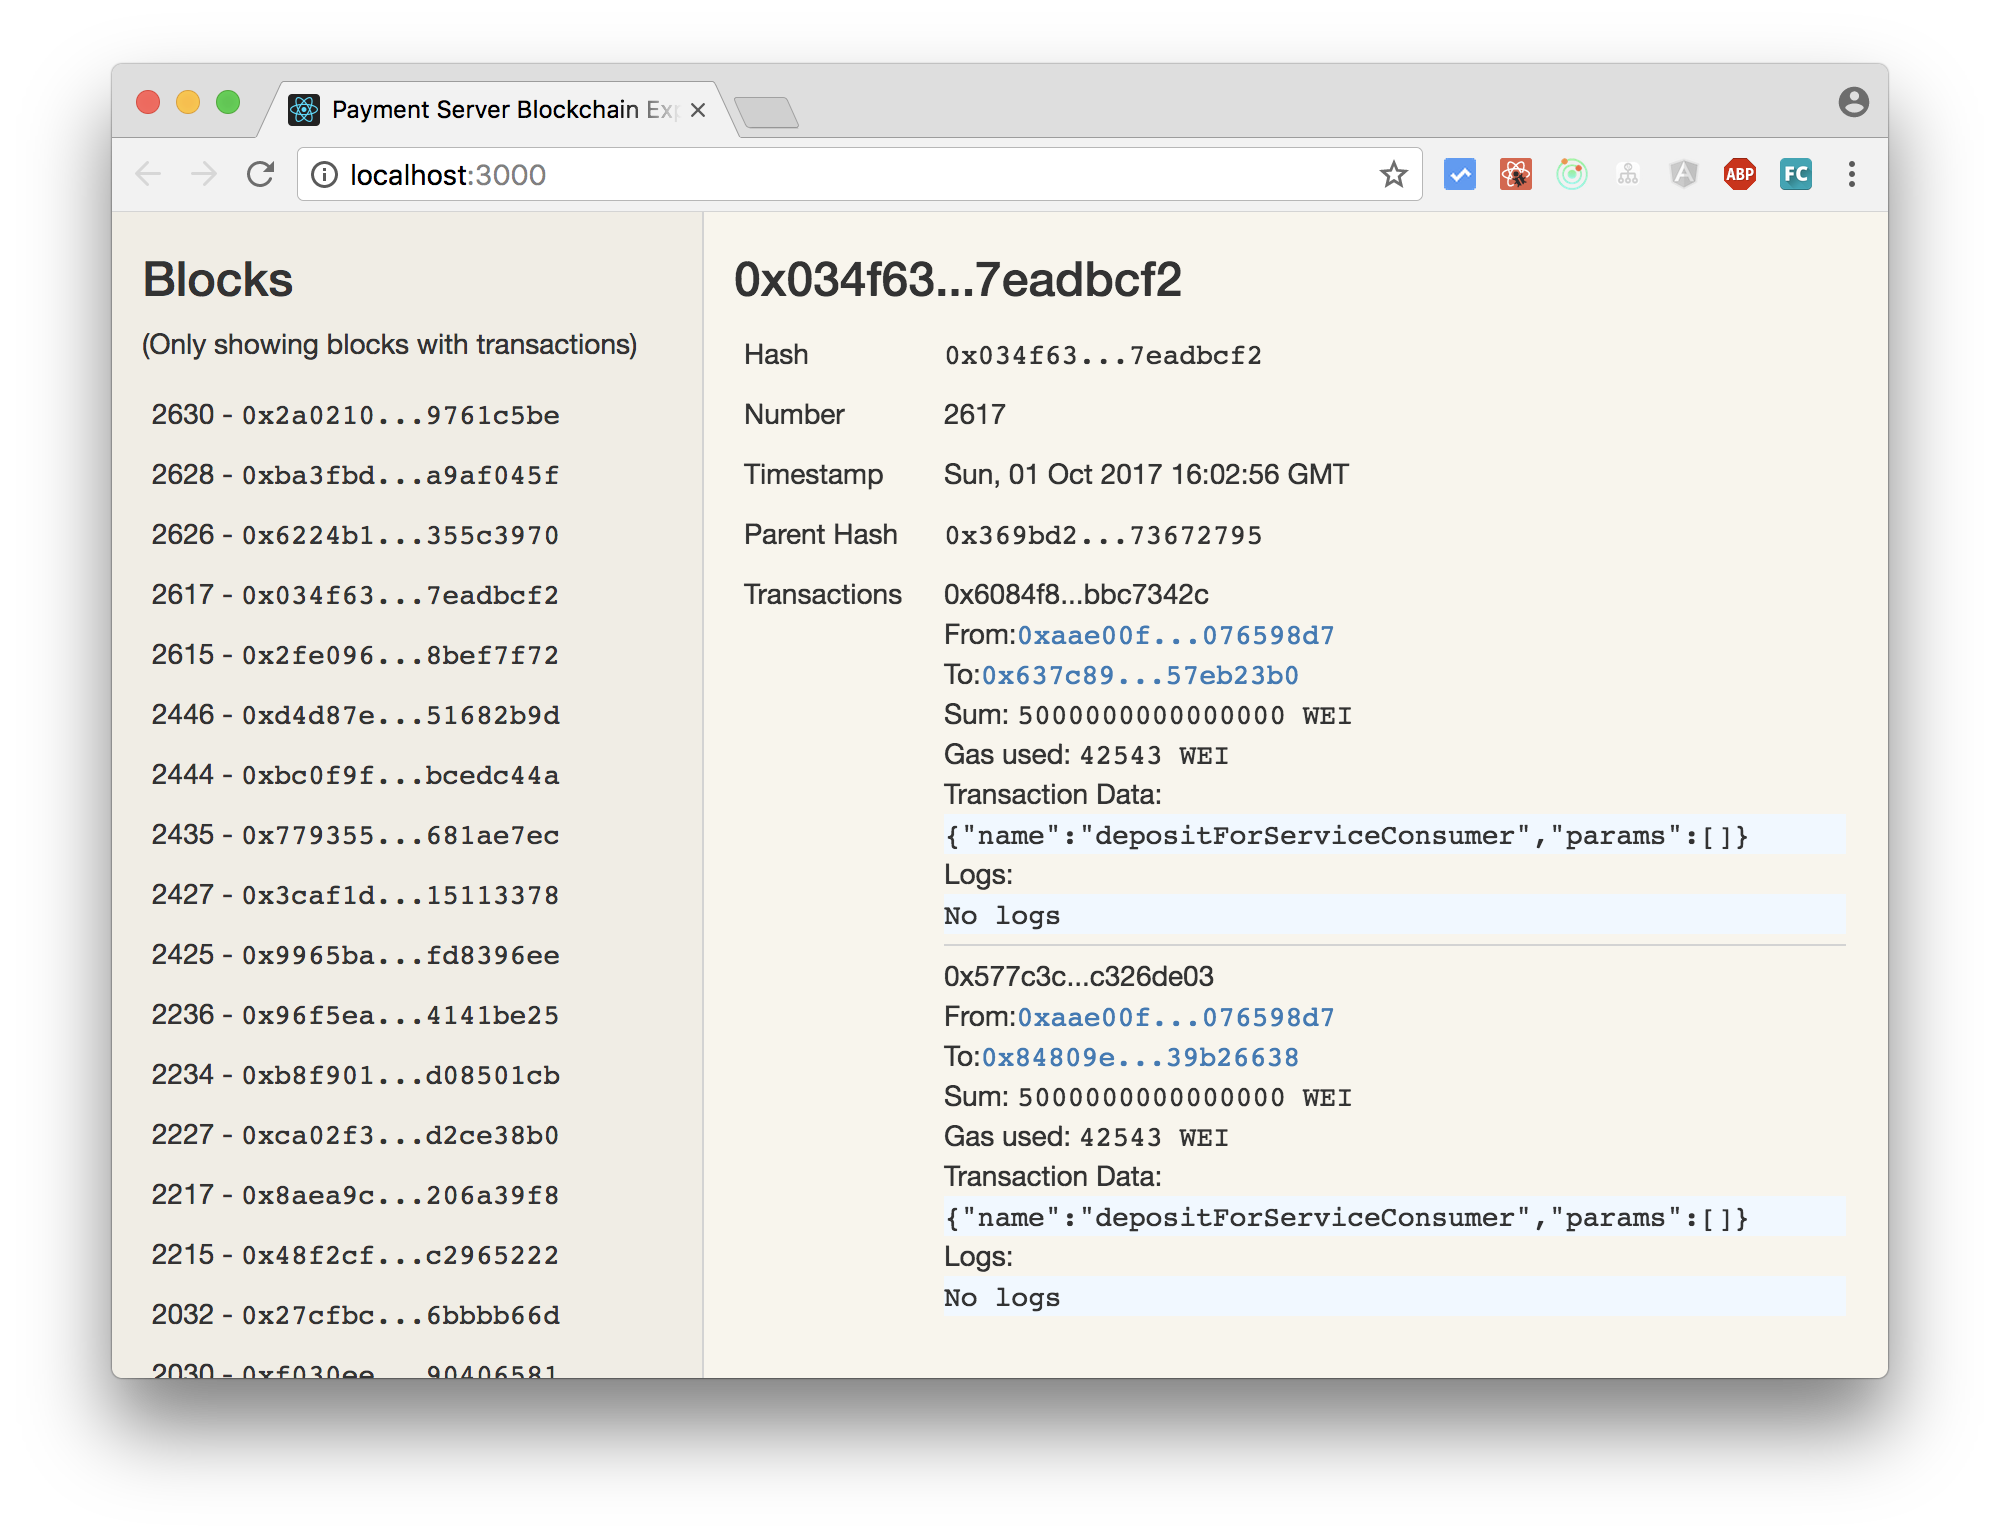 Payment Server Blockchain Exp
localhost:3000
ABP
FC
Blocks
(Only showing blocks with transactions)
2630 - 0x2a0210...9761c5be
2628 - 0xba3fbd...a9af045f
2626 - 0x6224b1...355c3970
2617 - 0x034f63...7eadbcf2
2615 - 0x2fe096...8bef7f72
2446 - 0xd4d87e...51682b9d
2444 - 0xbc0f9f...bcedc44a
2435 - 0x779355...681ae7ec
2427 - 0x3caf1d...15113378
2425 - 0x9965ba...fd8396ee
2236 - 0x96f5ea...4141be25
2234 - 0xb8f901...d08501cb
2227 - 0xca02f3...d2ce38b0
2217 - 0x8aea9c...206a39f8
2215 - 0x48f2cf...c2965222
2032 - 0x27cfbc...6bbbb66d
2030 - 0xf030ee...90406581
0x034f63...7eadbcf2
Hash 0x034f63...7eadbcf2
Number 2617
Timestamp Sun, 01 Oct 2017 16:02:56 GMT
Parent Hash 0x369bd2...73672795
Transactions 0x6084f8...bbc7342c
From:0xaae00f...076598d7
To:0x637c89...57eb23b0
Sum: 5000000000000000 WEI
Gas used: 42543 WEI
Transaction Data:
{"name":"depositForServiceConsumer","params":[]}
Logs:
No logs
0x577c3c...c326de03
From:0xaae00f...076598d7
To:0x84809e...39b26638
Sum: 5000000000000000 WEI
Gas used: 42543 WEI
Transaction Data:
{"name":"depositForServiceConsumer","params":[]}
Logs:
No logs